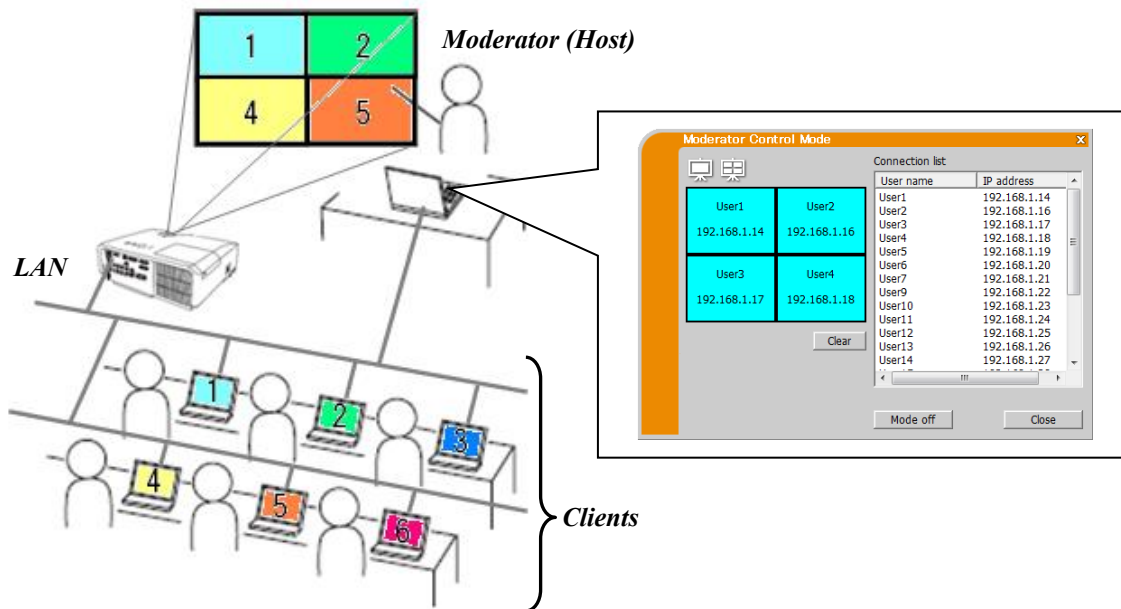 1 2
4 5
Moderator (Host)
LAN
1 2 3
4 5 6
Clients
Moderator Control Mode x
Connection list
User name IP address
User1 192.168.1.14
User2 192.168.1.16
User3 192.168.1.17
User4 192.168.1.18
User5 192.168.1.19
User6 192.168.1.20
User7 192.168.1.21
User9 192.168.1.22
User10 192.168.1.23
User11 192.168.1.24
User12 192.168.1.25
User13 192.168.1.26
User14 192.168.1.27
User1 User2
192.168.1.14 192.168.1.16
User3 User4
192.168.1.17 192.168.1.18
Clear
Mode off Close